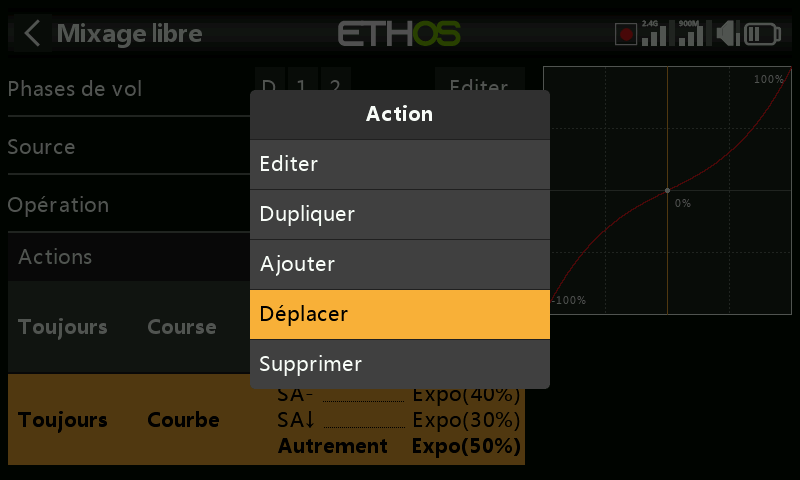 Mixage libre
ETHOS
2.4G
900M
Phases de vol
D 1 2
Editer
Source
Opération
Actions
Toujours Course
Action
Editer
Dupliquer
Ajouter
Déplacer
Supprimer
Toujours Courbe
SA- Expo(40%)
SA↓ Expo(30%)
Autrement Expo(50%)
100%
0%
-100%